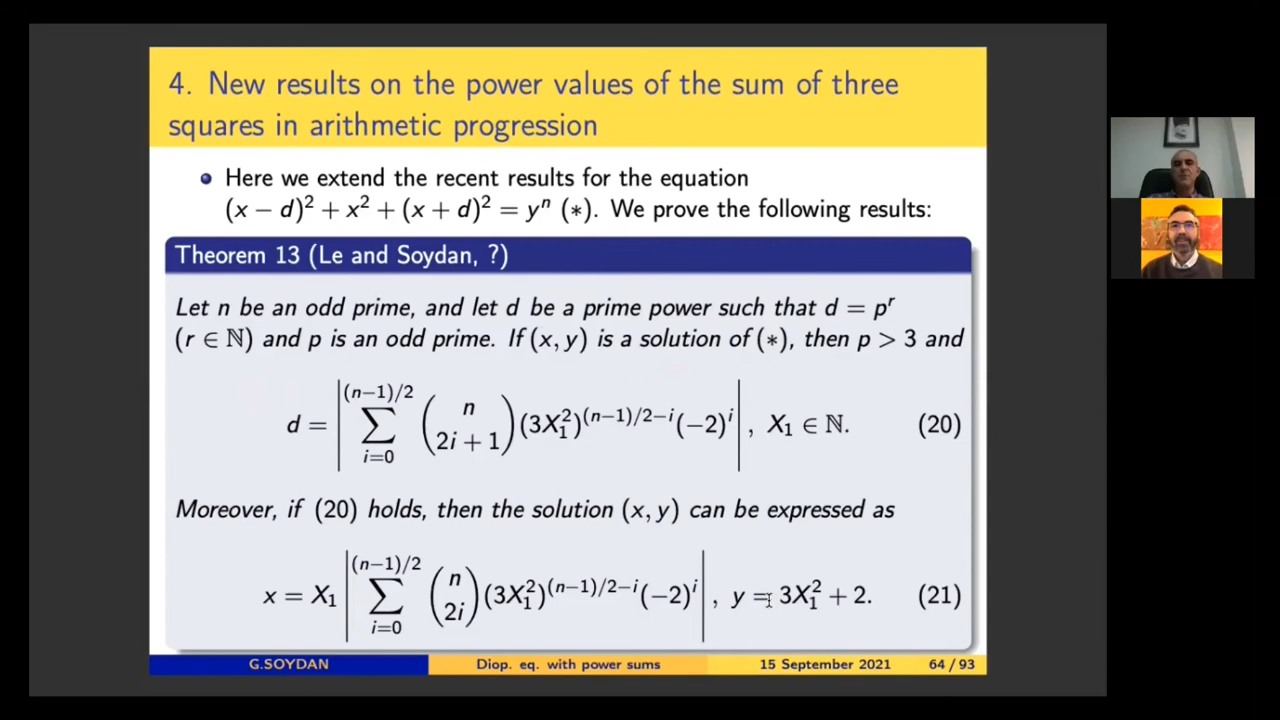 4. New results on the power values of the sum of three
squares in arithmetic progression
Here we extend the recent results for the equation
(x − d)² + x² + (x + d)² = yⁿ (∗). We prove the following results:
Theorem 13 (Le and Soydan, ?)
Let n be an odd prime, and let d be a prime power such that d = pʳ
(r ∈ ℕ) and p is an odd prime. If (x, y) is a solution of (∗), then p > 3 and
d = |∑_{i=0}^{(n−1)/2} \binom{n}{2i + 1} (3X₁²)^{(n−1)/2−i}(−2)^i|, X₁ ∈ ℕ. (20)
Moreover, if (20) holds, then the solution (x, y) can be expressed as
x = X₁ |∑_{i=0}^{(n−1)/2} \binom{n}{2i} (3X₁²)^{(n−1)/2−i}(−2)^i|, y = 3X₁² + 2. (21)
G.SOYDAN Diop. eq. with power sums 15 September 2021 64 / 93